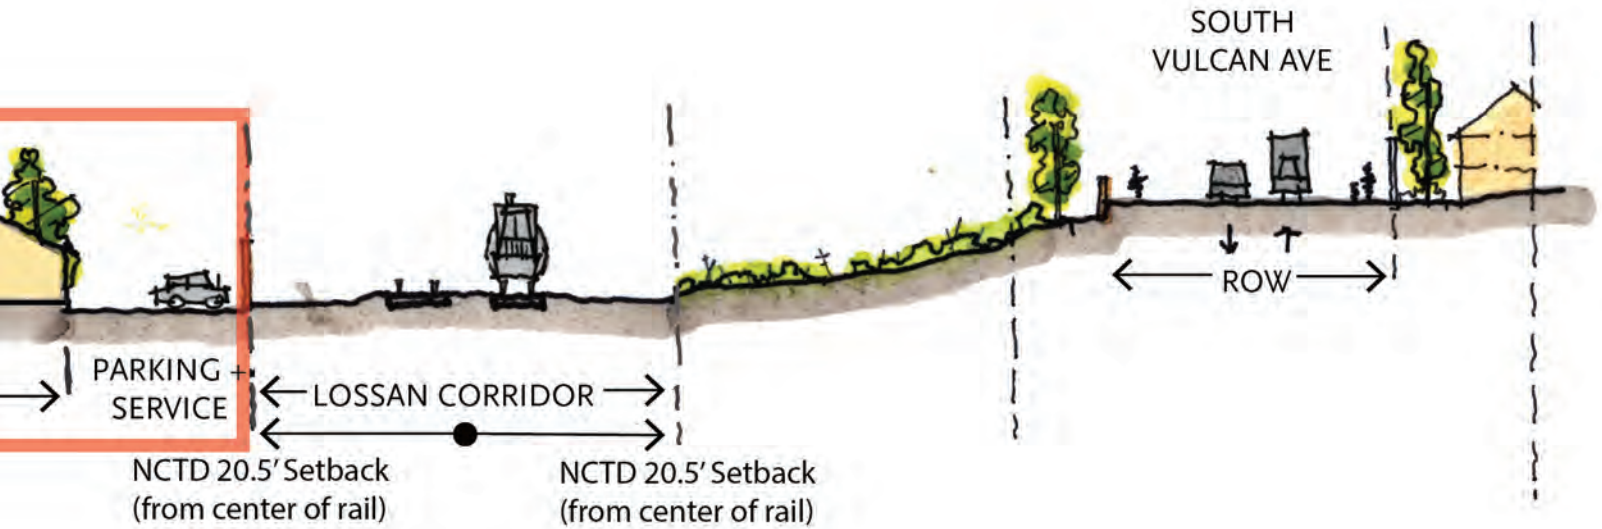 SOUTH
VULCAN AVE
ROW
PARKING +
SERVICE
LOSSAN CORRIDOR
NCTD 20.5' Setback
(from center of rail)
NCTD 20.5' Setback
(from center of rail)